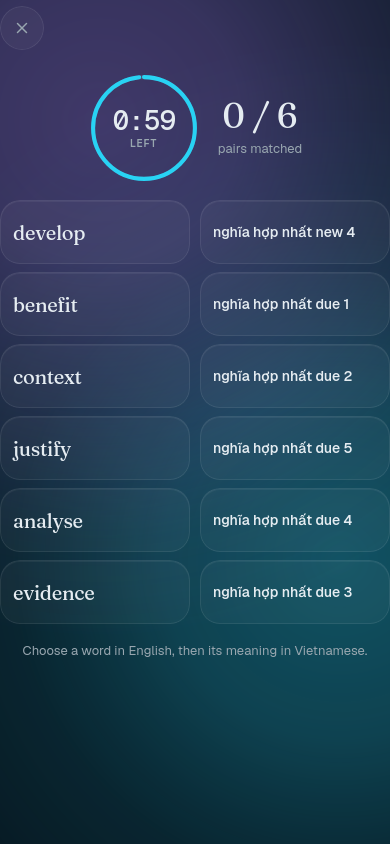 0:59
LEFT
0 / 6
pairs matched
develop
nghĩa hợp nhất new 4
benefit
nghĩa hợp nhất due 1
context
nghĩa hợp nhất due 2
justify
nghĩa hợp nhất due 5
analyse
nghĩa hợp nhất due 4
evidence
nghĩa hợp nhất due 3
Choose a word in English, then its meaning in Vietnamese.